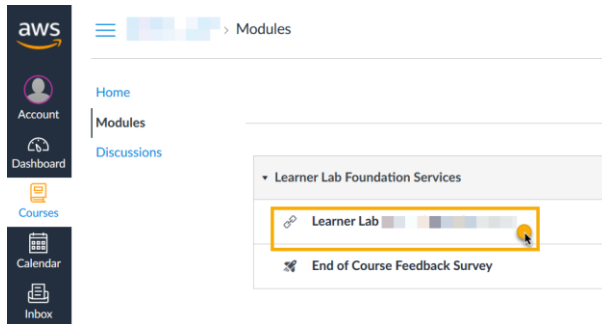 aws
> Modules
Account
Dashboard
Courses
Calendar
Inbox
Home
Modules
Discussions
Learner Lab Foundation Services
Learner Lab
End of Course Feedback Survey